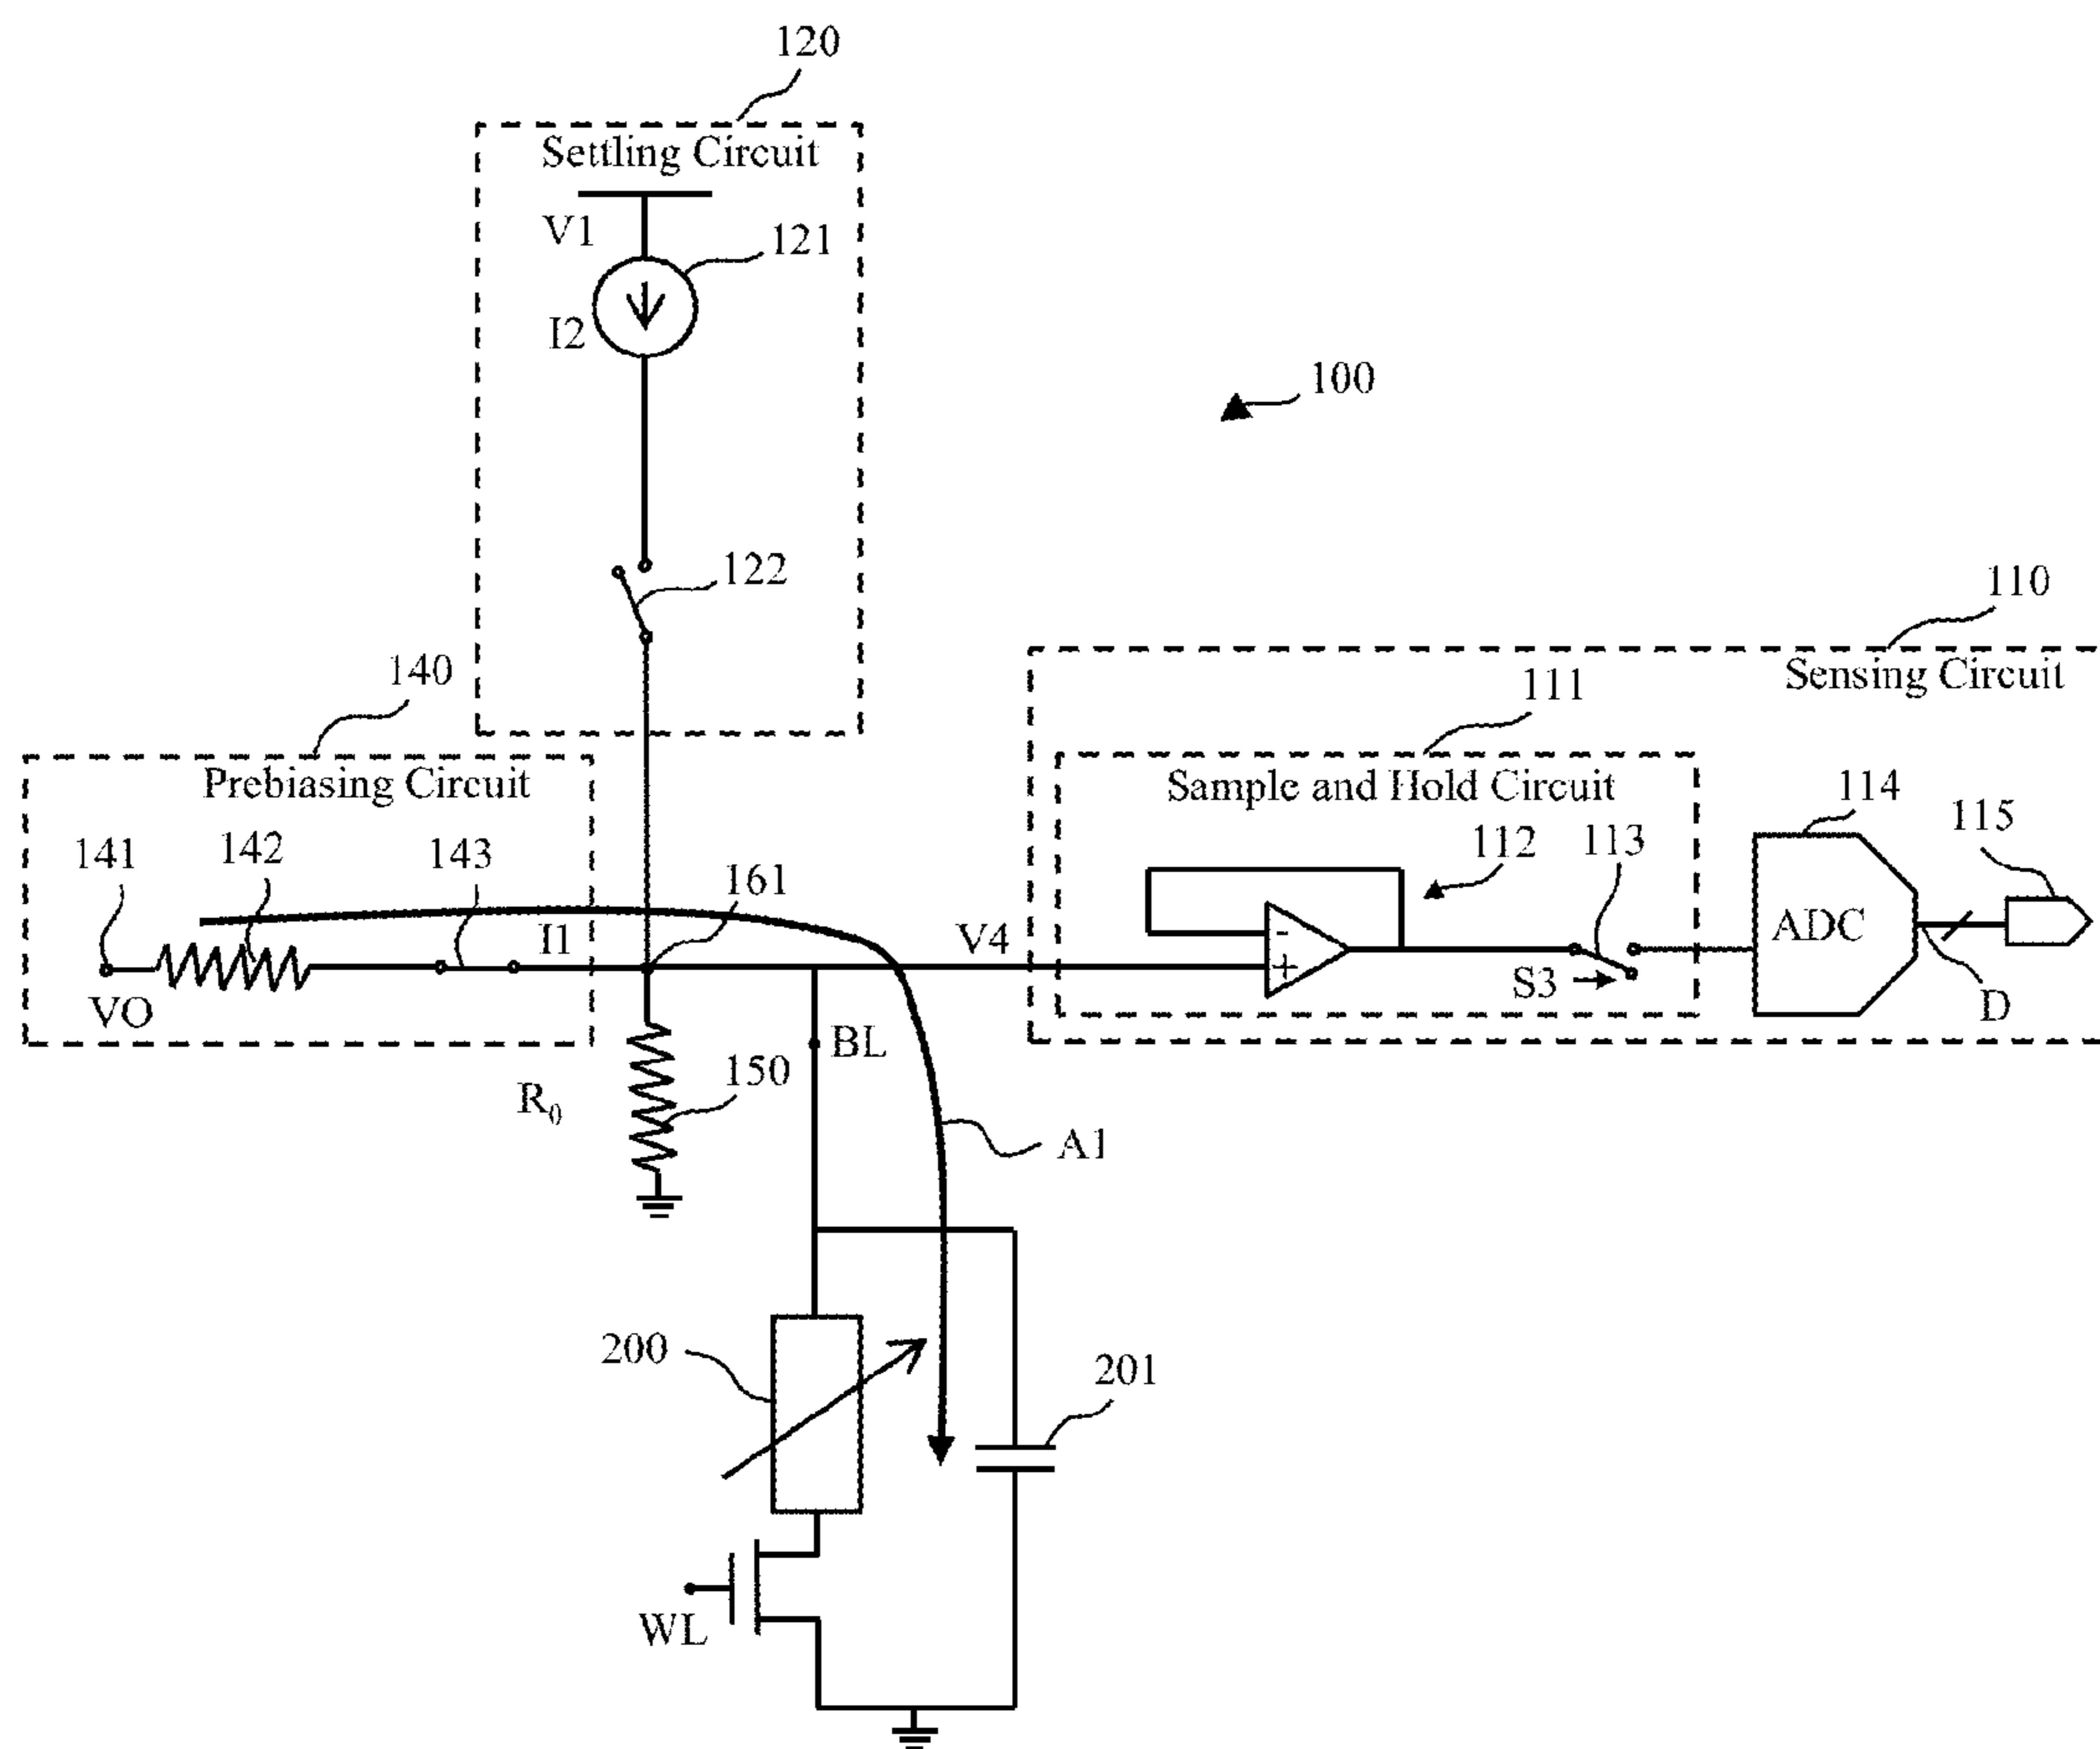 120
Settling Circuit
V1
121
I2
100
122
110
140
Sensing Circuit
111
Prebiasing Circuit
Sample and Hold Circuit
114
141
142
143
161
112
113
115
I1
V4
-
+
ADC
VO
S3
D
BL
R₀
150
A1
200
201
WL